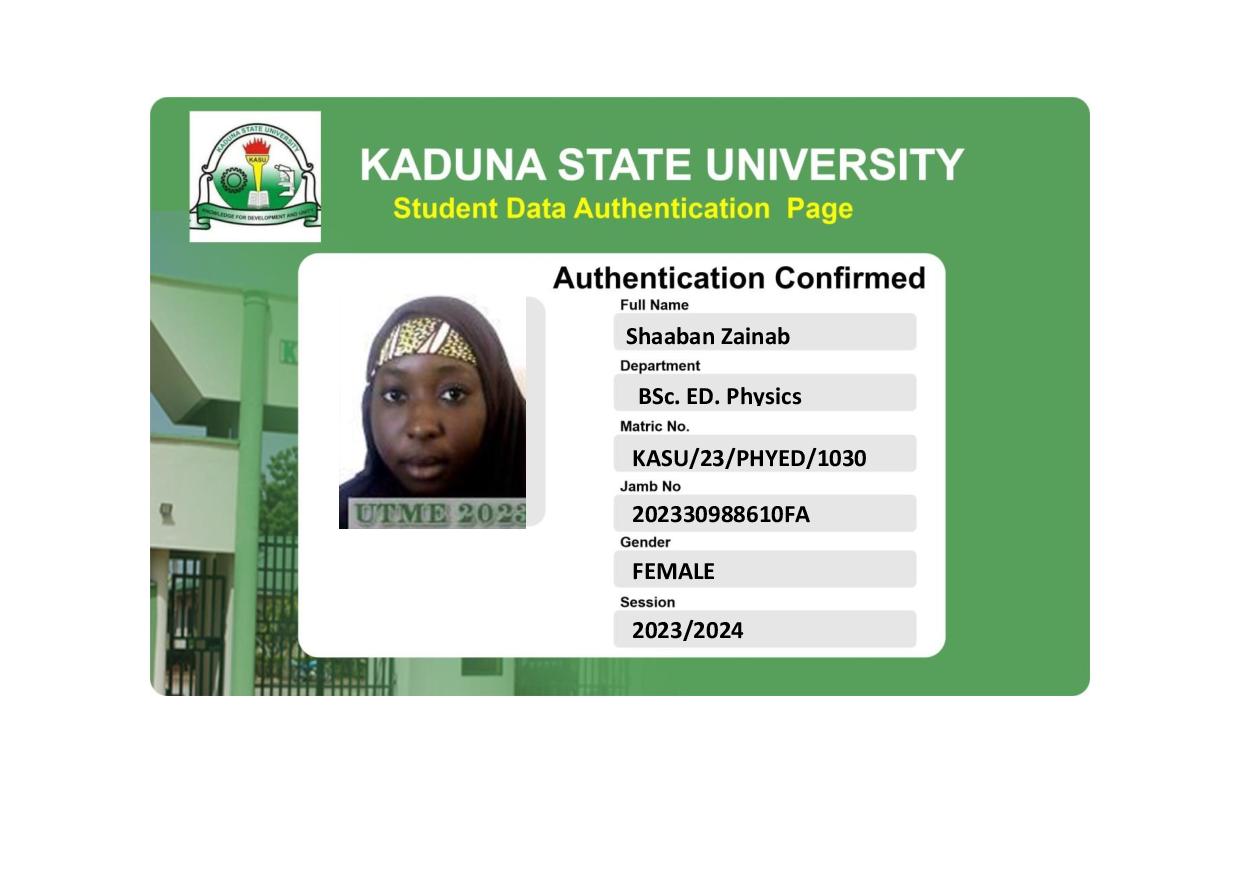 KADUNA STATE UNIVERSITY
KASU
KNOWLEDGE FOR DEVELOPMENT AND UNITY
KADUNA STATE UNIVERSITY
Student Data Authentication Page
Authentication Confirmed
Full Name
Shaaban Zainab
Department
BSc. ED. Physics
Matric No.
KASU/23/PHYED/1030
Jamb No
202330988610FA
Gender
FEMALE
Session
2023/2024
UTME 2023
K